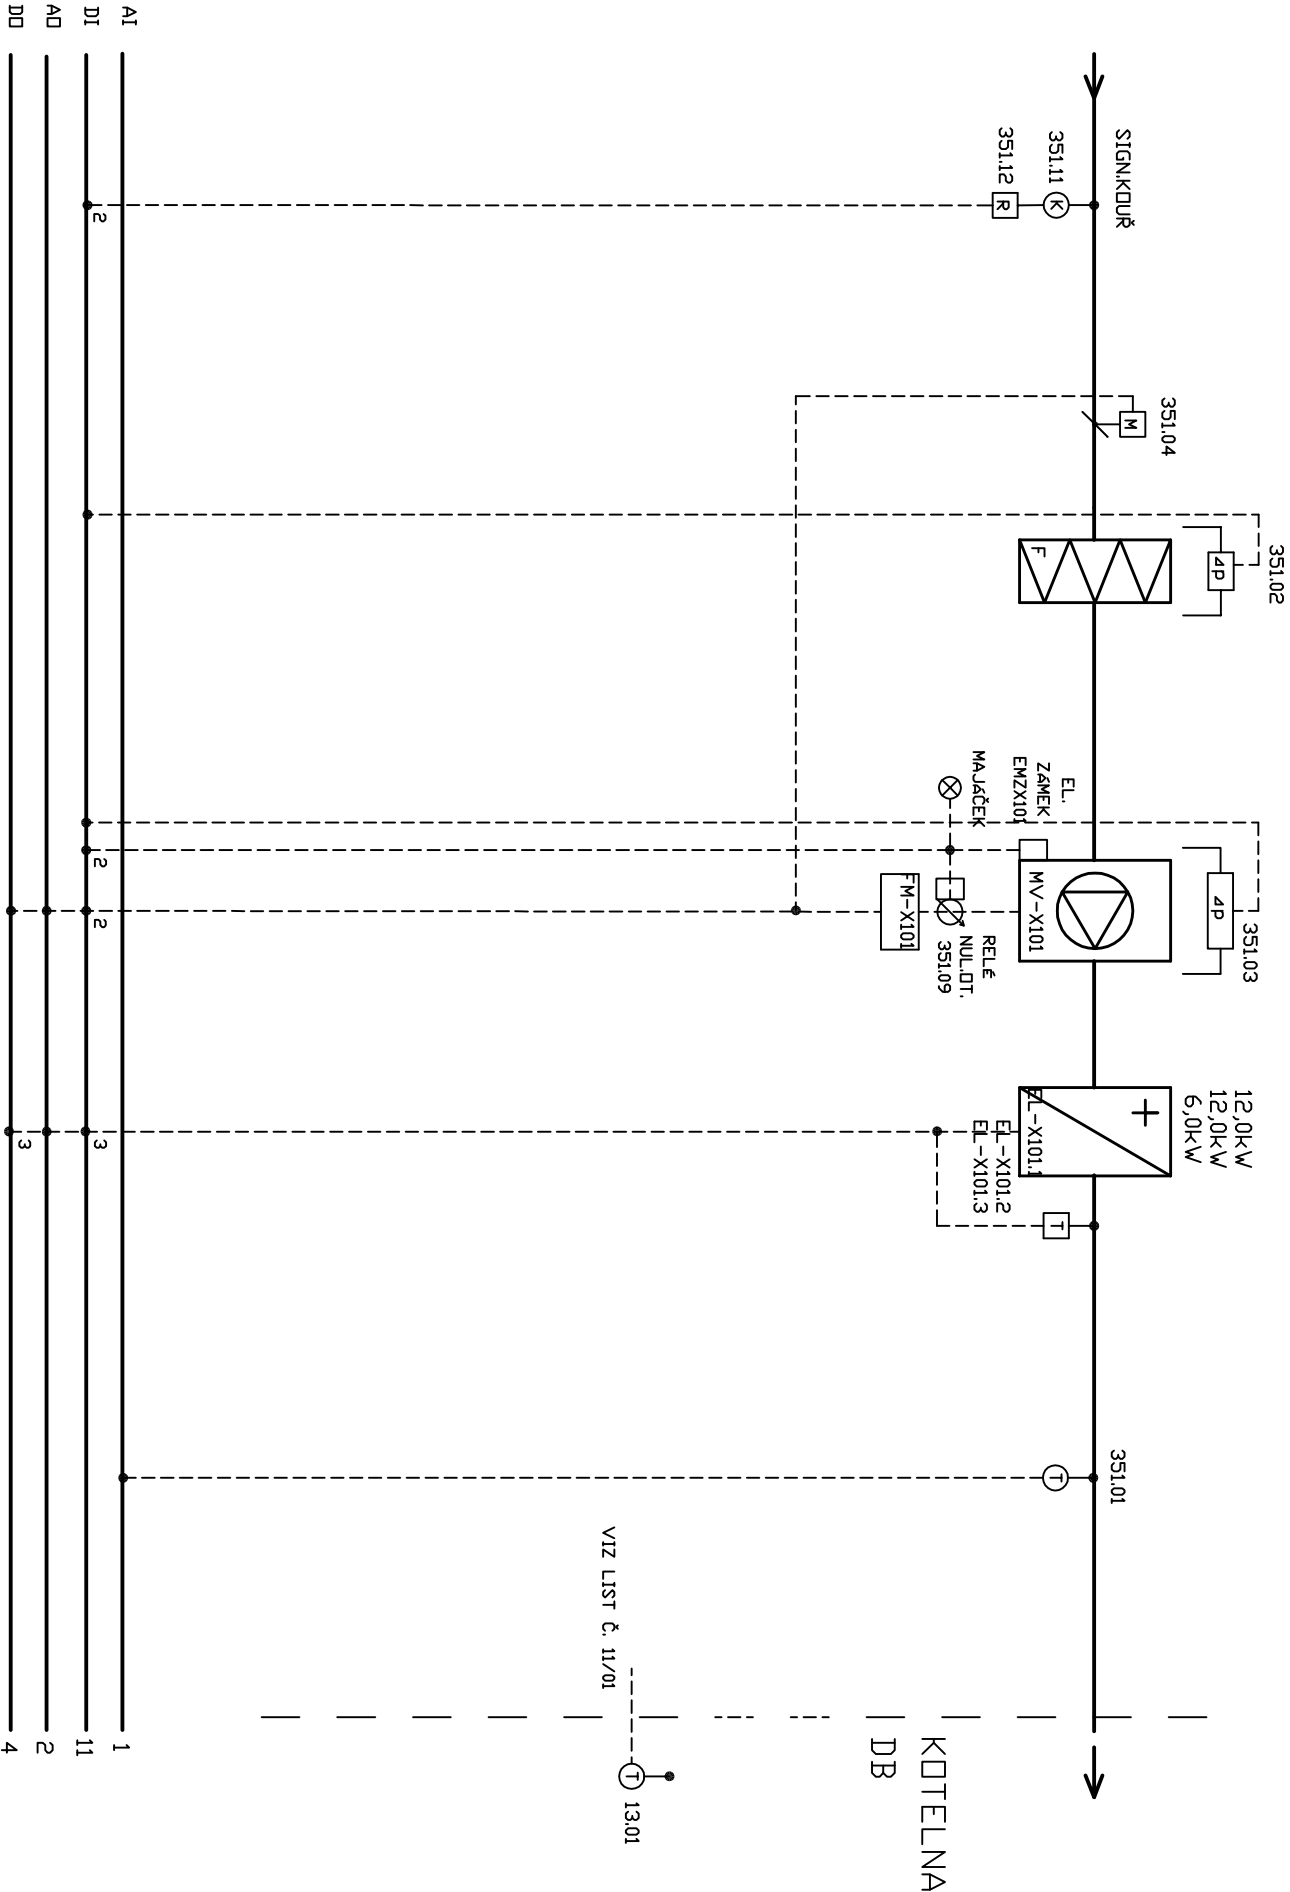 SIGN.KOUŘ
351.11
K
351.12
R
351.04
M
351.02
Δp
F
351.03
Δp
EL.
ZÁMEK
EMZX101
MAJÁČEK
MV-X101
FM-X101
RELÉ
NUL.OT.
351.09
12,0kW
12,0kW
6,0kW
+
EL-X101.1
EL-X101.2
EL-X101.3
T
351.01
T
VIZ LIST Č. 11/01
T
13.01
KOTELNA
DB
AI
1
DI
2
2
2
3
11
AO
2
DO
3
4